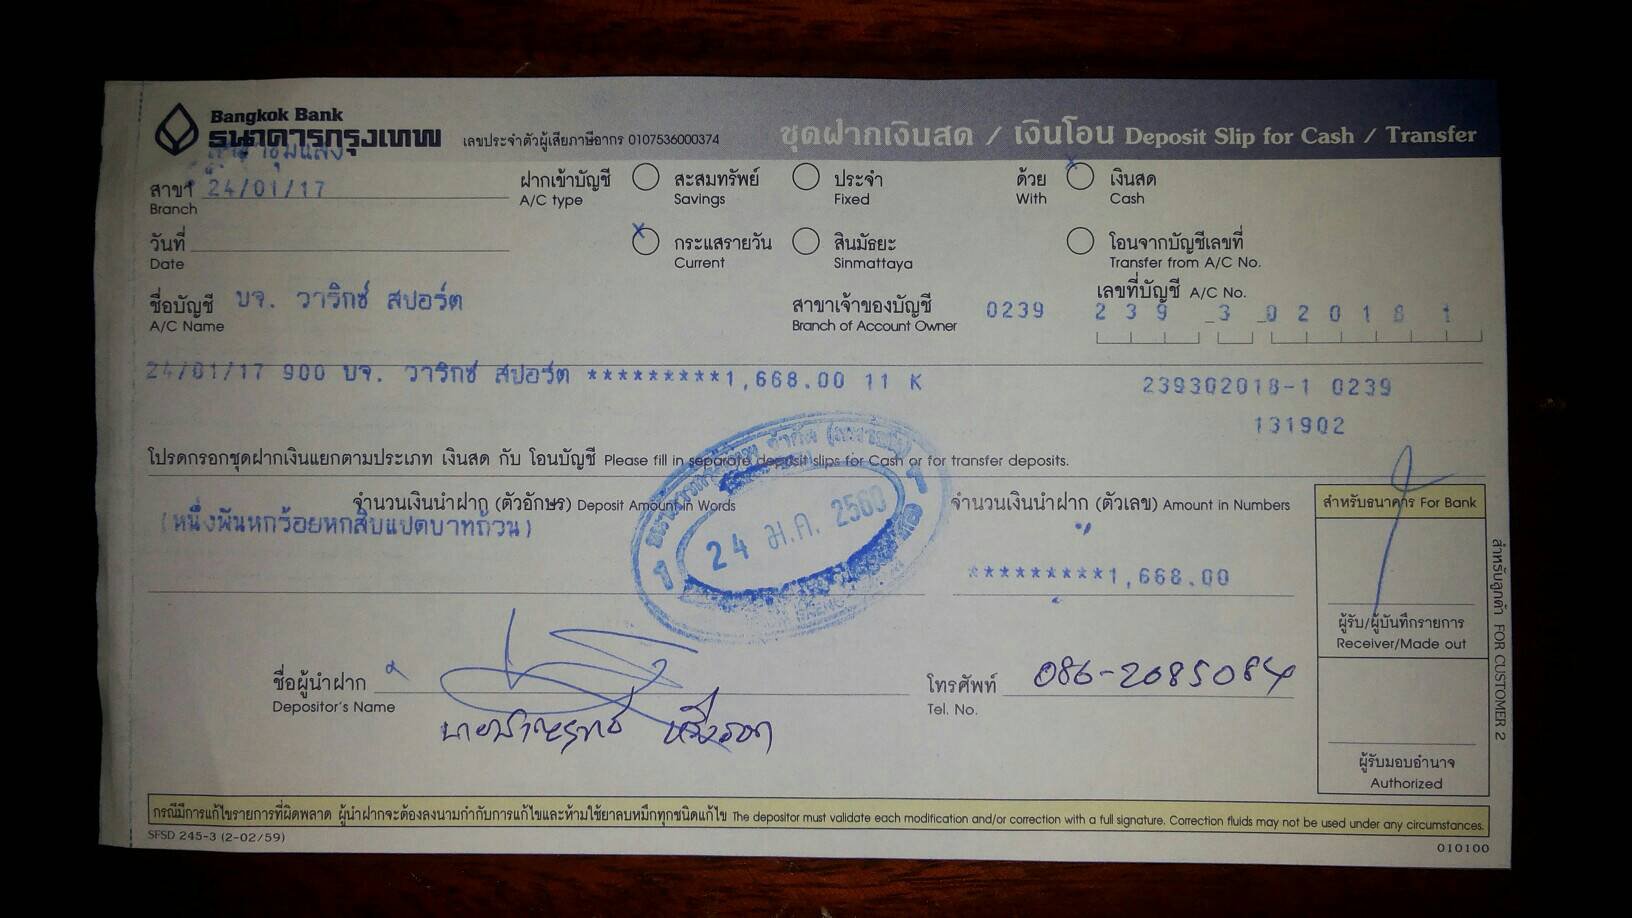 Bangkok Bank
ธนาคารกรุงเทพ
เลขประจำตัวผู้เสียภาษีอากร 0107536000374
ชุดฝากเงินสด / เงินโอน Deposit Slip for Cash / Transfer
ชุมแสง
สาขา 24/01/17
Branch
ฝากเข้าบัญชี
A/C type
สะสมทรัพย์
Savings
ประจำ
Fixed
ด้วย
With
x
เงินสด
Cash
วันที่
Date
x
กระแสรายวัน
Current
สินมัธยะ
Sinmattaya
โอนจากบัญชีเลขที่
Transfer from A/C No.
ชื่อบัญชี บจ. วาริกซ์ สปอร์ต
A/C Name
สาขาเจ้าของบัญชี 0239
Branch of Account Owner
เลขที่บัญชี A/C No.
239 3 020181
24/01/17 900 บจ. วาริกซ์ สปอร์ต *********1,668.00 11 K
239302018-1 0239
131902
โปรดกรอกชุดฝากเงินแยกตามประเภท เงินสด กับ โอนบัญชี Please fill in separate deposit slips for Cash or for transfer deposits.
จำนวนเงินนำฝาก (ตัวอักษร) Deposit Amount in Words
(หนึ่งพันหกร้อยหกสิบแปดบาทถ้วน)
24 ม.ค. 2560
จำนวนเงินนำฝาก (ตัวเลข) Amount in Numbers
*********1,668.00
สำหรับธนาคาร For Bank
ผู้รับ/ผู้บันทึกรายการ
Receiver/Made out
ผู้รับมอบอำนาจ
Authorized
สำหรับลูกค้า FOR CUSTOMER 2
ชื่อผู้นำฝาก
Depositor's Name
โทรศัพท์ 086-2085084
Tel. No.
กรณีมีการแก้ไขรายการที่ผิดพลาด ผู้นำฝากจะต้องลงนามกำกับการแก้ไขและห้ามใช้ยาลบหมึกทุกชนิดแก้ไข The depositor must validate each modification and/or correction with a full signature. Correction fluids may not be used under any circumstances.
SFSD 245-3 (2-02/59)
010100